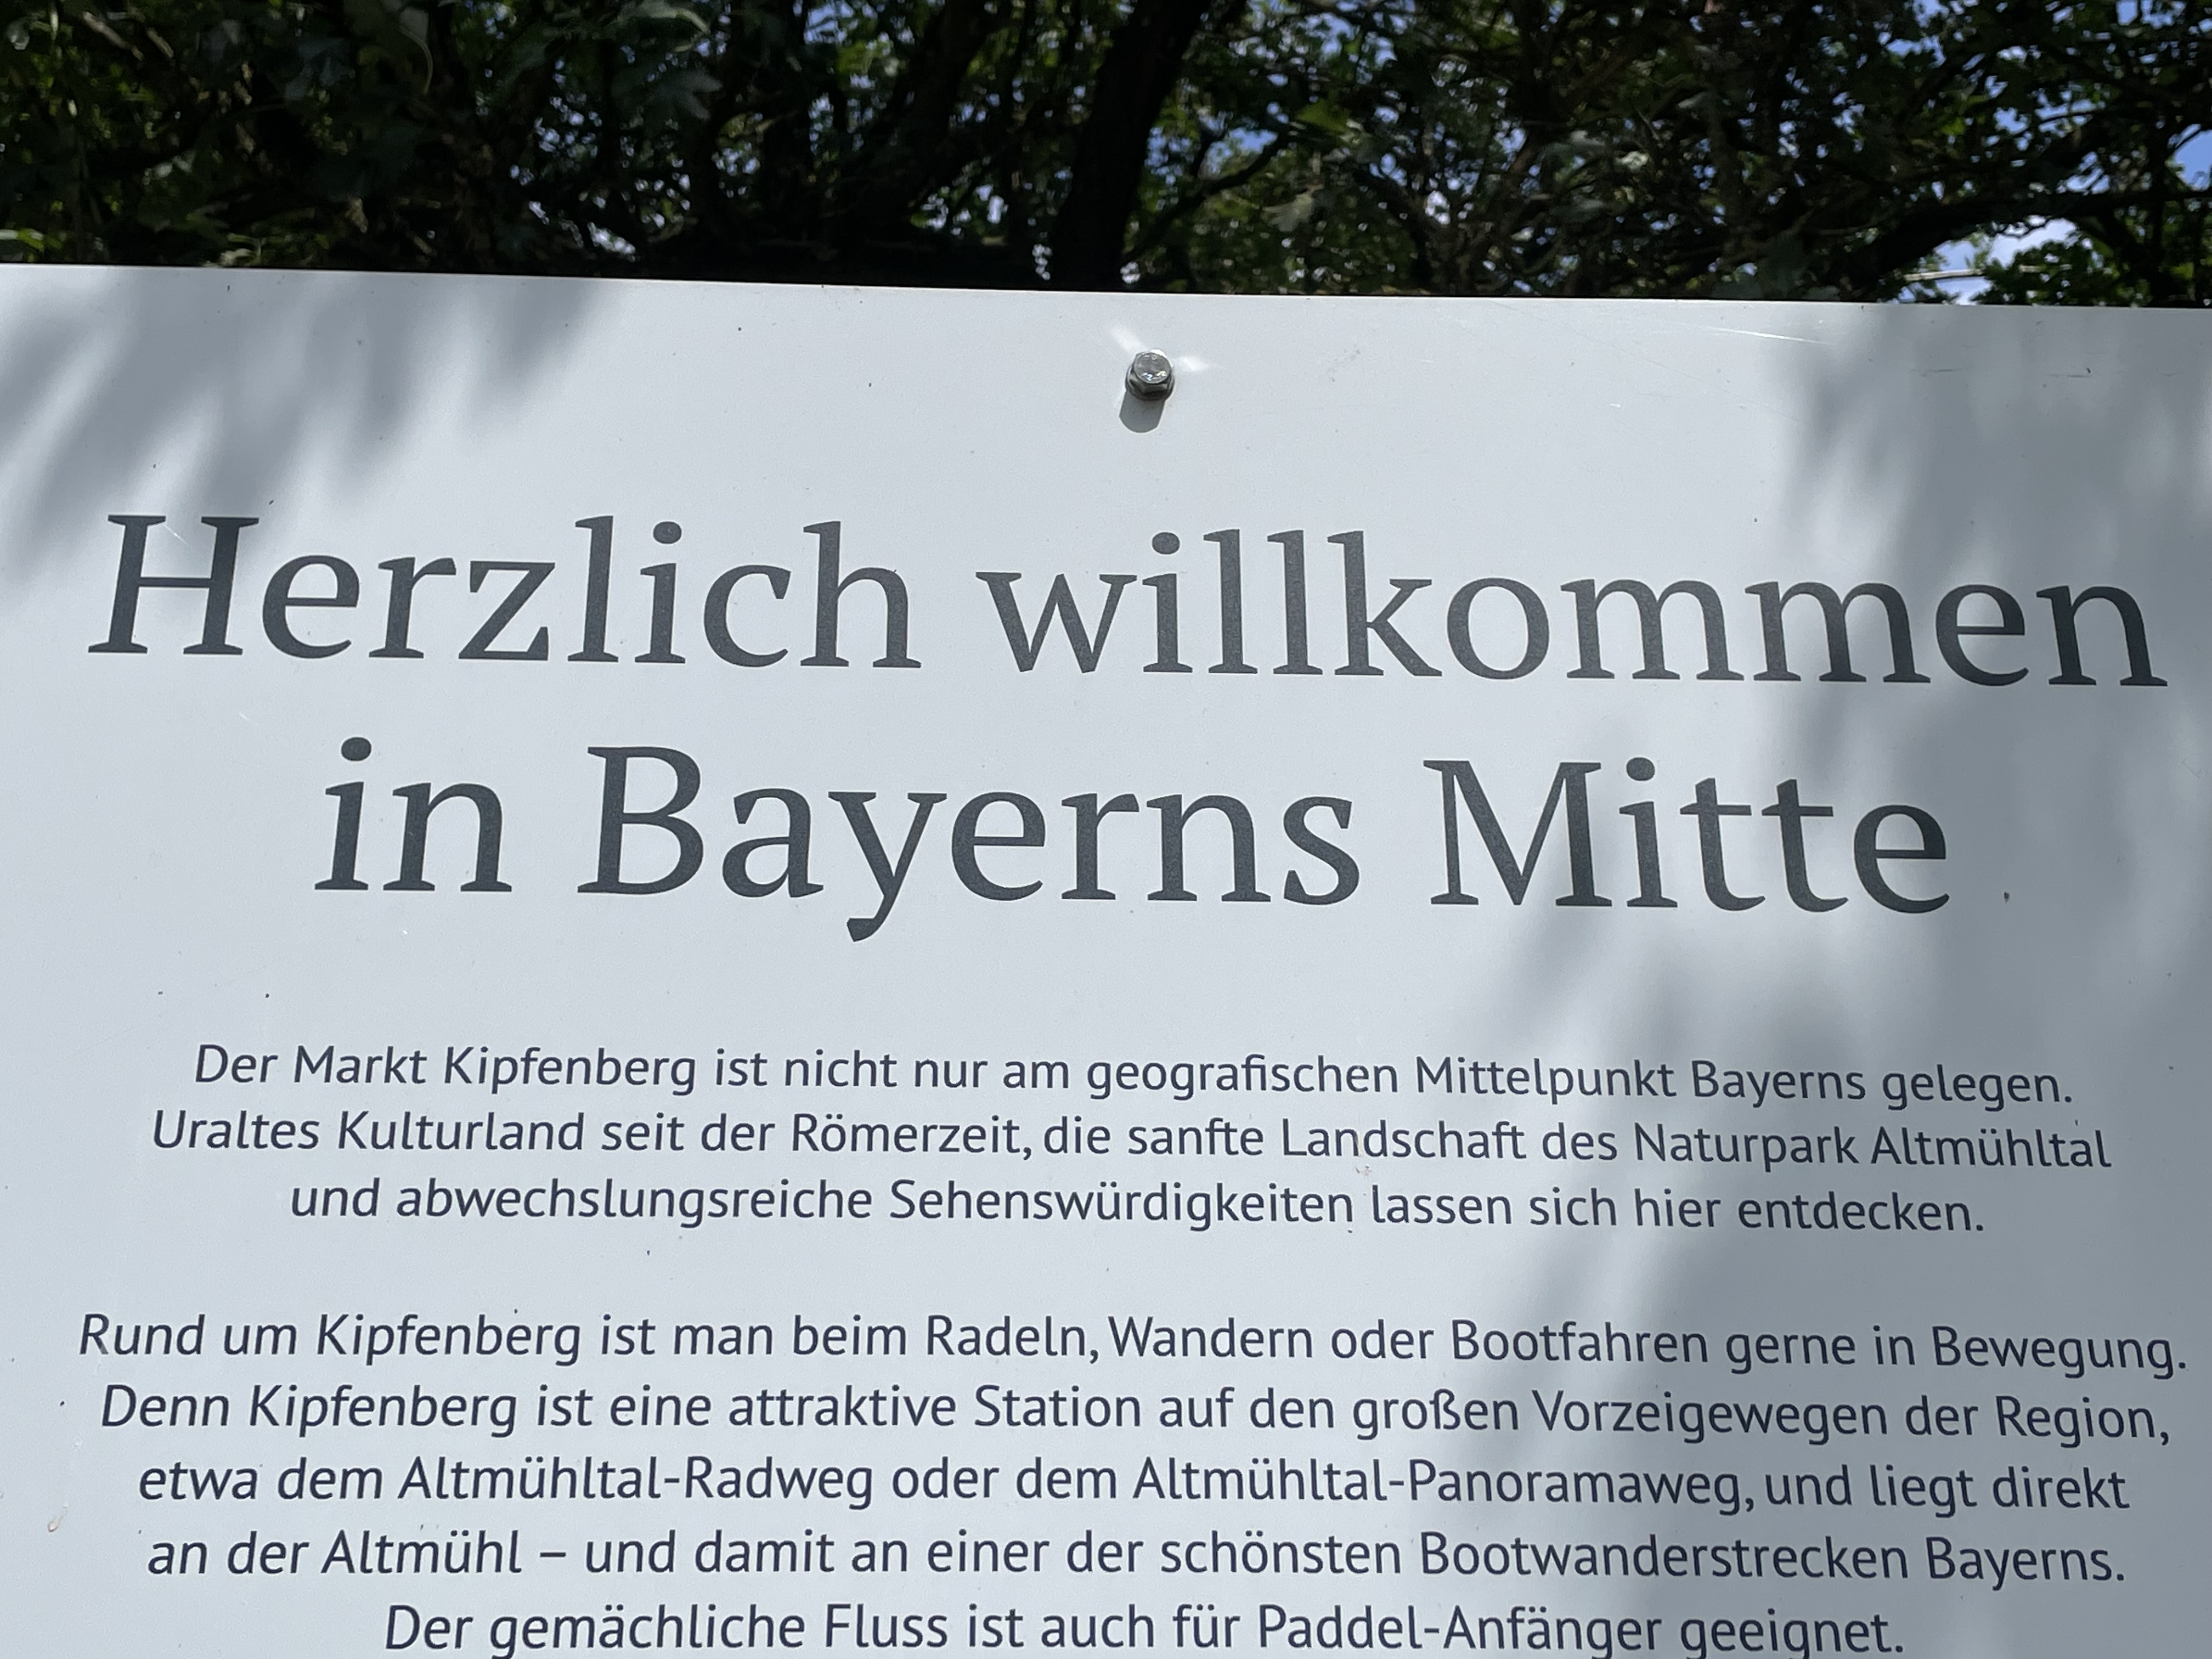 Herzlich willkommen
in Bayerns Mitte
Der Markt Kipfenberg ist nicht nur am geografischen Mittelpunkt Bayerns gelegen.
Uraltes Kulturland seit der Römerzeit, die sanfte Landschaft des Naturpark Altmühltal
und abwechslungsreiche Sehenswürdigkeiten lassen sich hier entdecken.
Rund um Kipfenberg ist man beim Radeln, Wandern oder Bootfahren gerne in Bewegung.
Denn Kipfenberg ist eine attraktive Station auf den großen Vorzeigewegen der Region,
etwa dem Altmühltal-Radweg oder dem Altmühltal-Panoramaweg, und liegt direkt
an der Altmühl – und damit an einer der schönsten Bootwanderstrecken Bayerns.
Der gemächliche Fluss ist auch für Paddel-Anfänger geeignet.